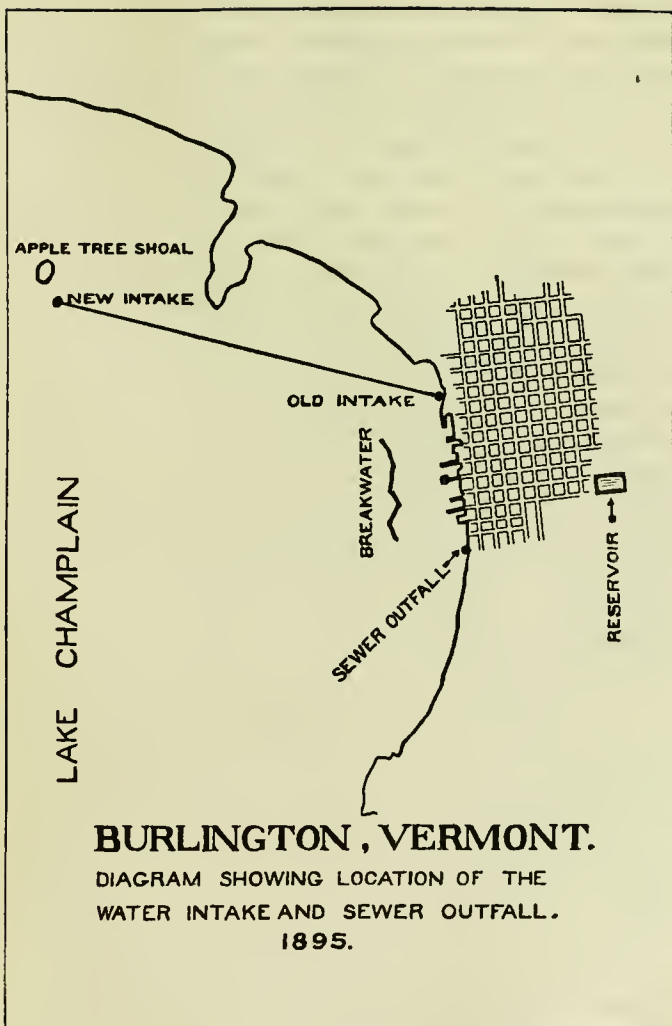 APPLE TREE SHOAL
NEW INTAKE
OLD INTAKE
BREAKWATER
LAKE CHAMPLAIN
SEWER OUTFALL
RESERVOIR
BURLINGTON, VERMONT.
DIAGRAM SHOWING LOCATION OF THE
WATER INTAKE AND SEWER OUTFALL.
1895.